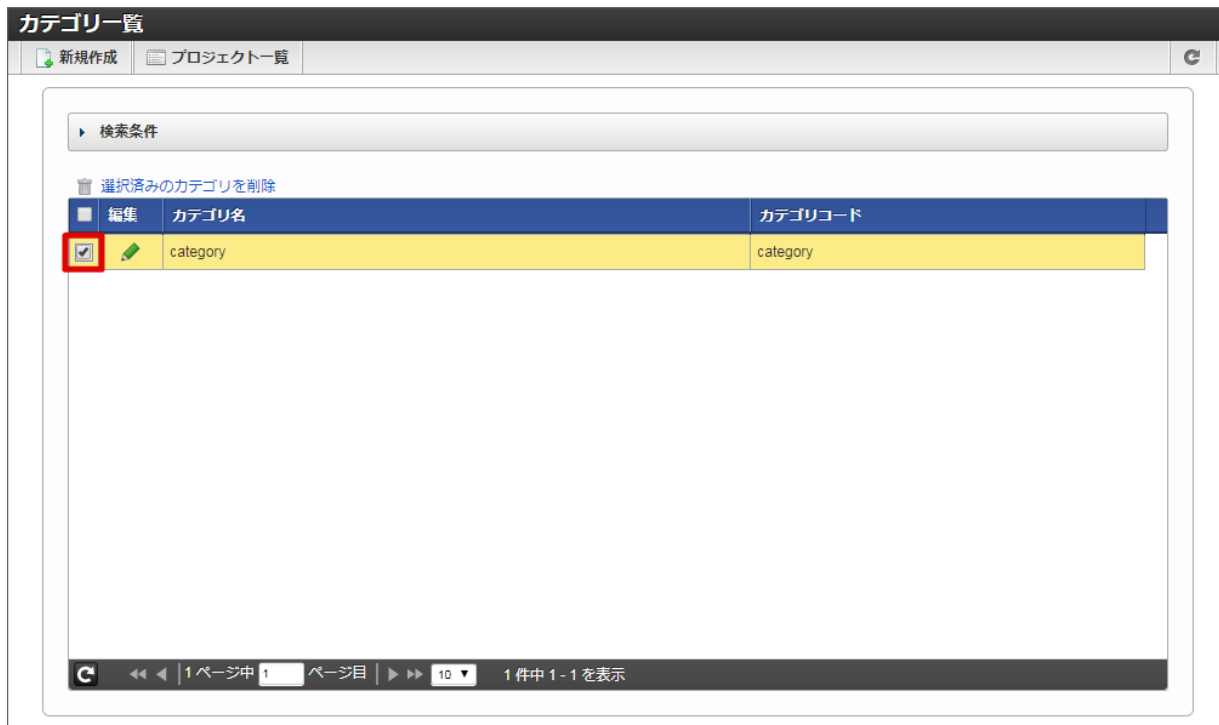 カテゴリ一覧
新規作成 プロジェクト一覧
検索条件
選択済みのカテゴリを削除
編集 カテゴリ名 カテゴリコード
category category
1 ページ中 1 ページ目 10 1 件中 1 - 1 を表示